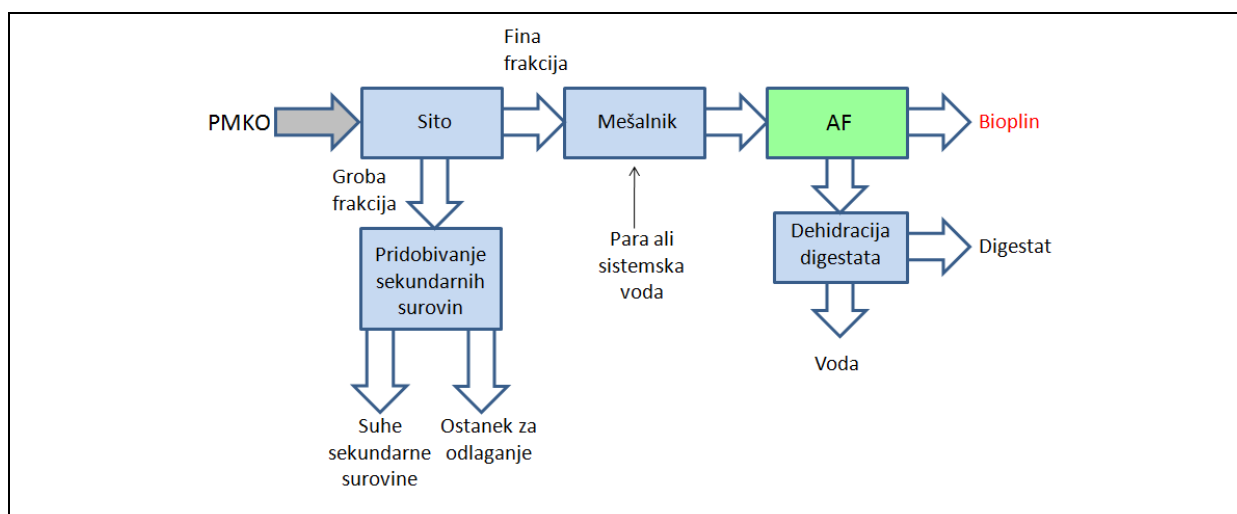 Fina
frakcija
PMKO
Sito
Mešalnik
AF
Bioplin
Groba
frakcija
Pridobivanje
sekundarnih
surovin
Para ali
sistemska
voda
Dehidracija
digestata
Digestat
Voda
Suhe
sekundarne
surovine
Ostanek za
odlaganje